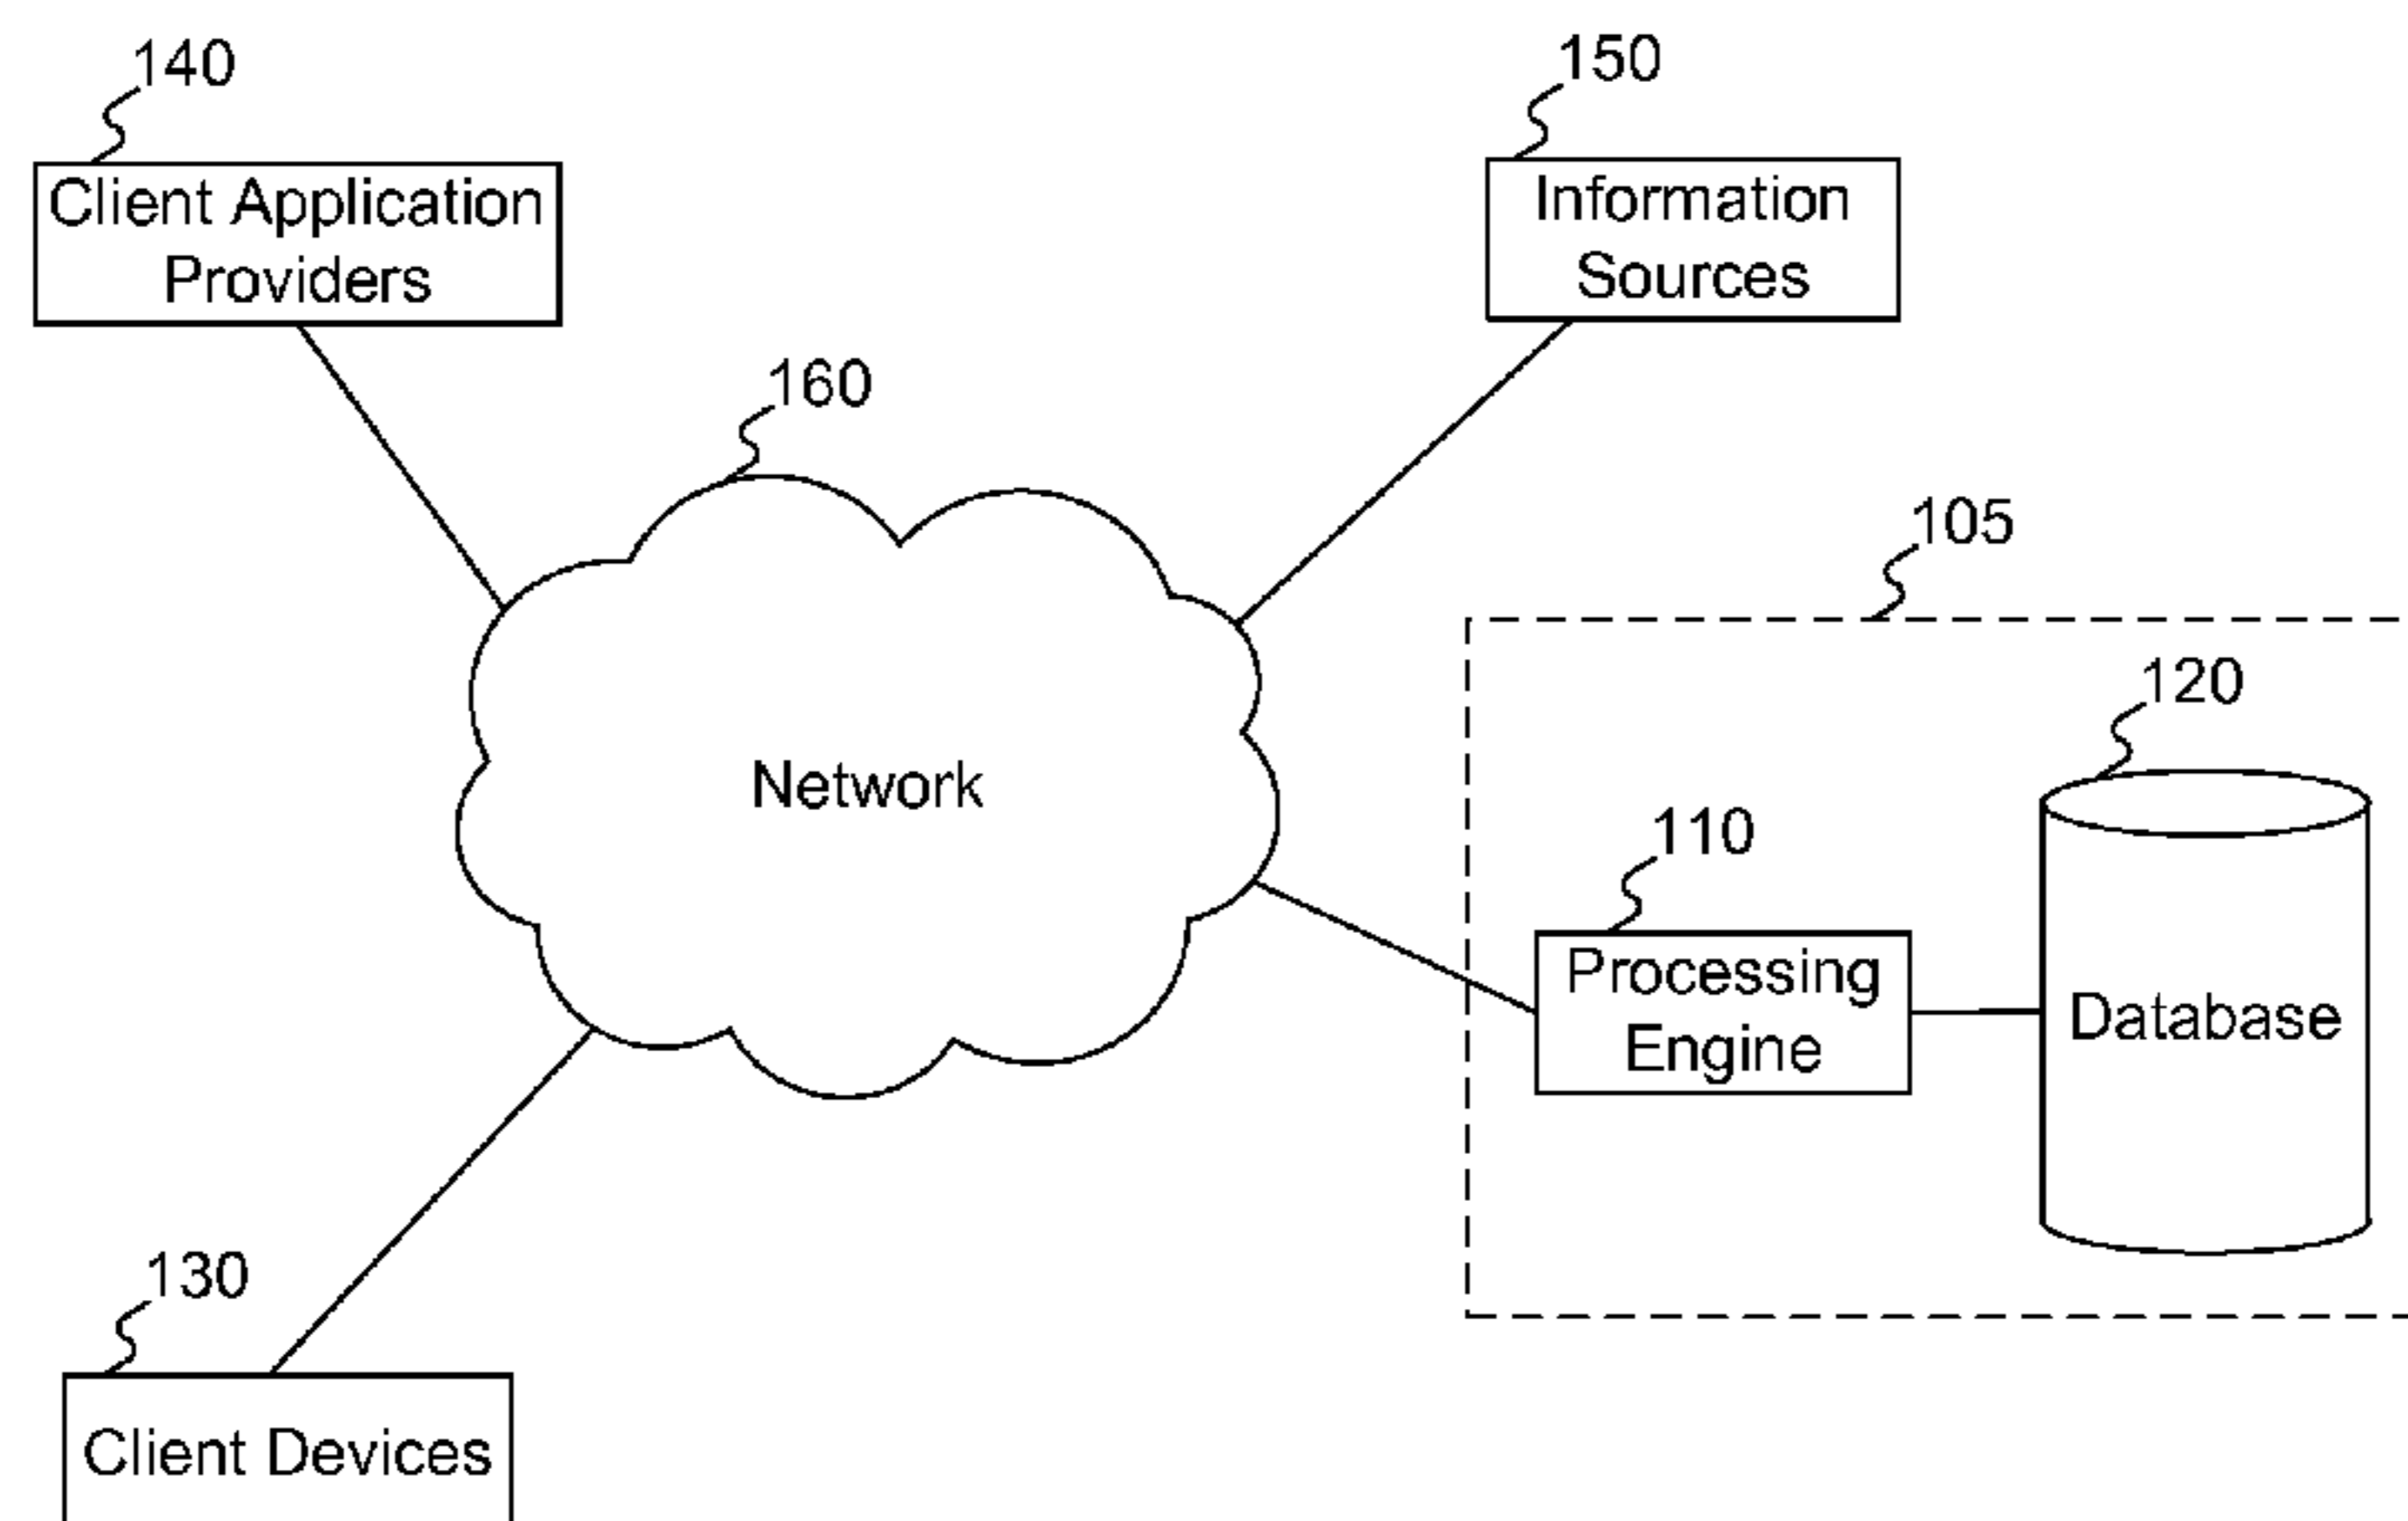 140
Client Application
Providers
150
Information
Sources
160
Network
105
120
Database
110
Processing
Engine
130
Client Devices